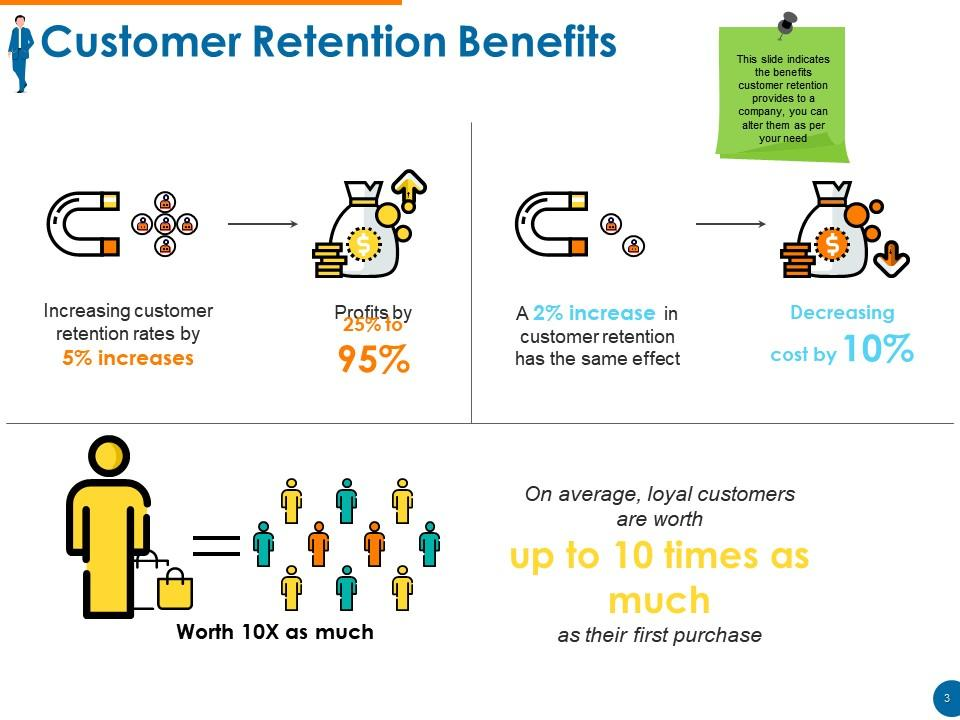 Customer Retention Benefits
This slide indicates
the benefits
customer retention
provides to a
company, you can
alter them as per
your need
Increasing customer
retention rates by
5% increases
Profits by
25% to
95%
A 2% increase in
customer retention
has the same effect
Decreasing
cost by 10%
$
$
Worth 10X as much
On average, loyal customers
are worth
up to 10 times as
much
as their first purchase
3